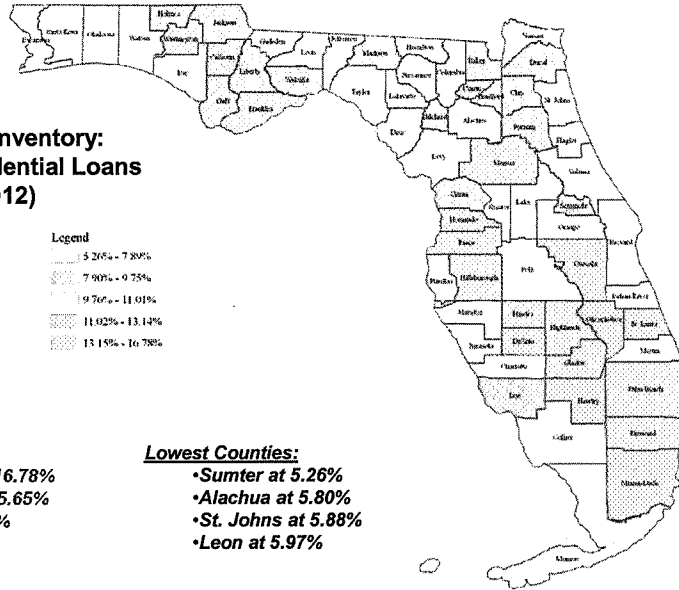 nventory:
dential Loans
012)
Legend
5.26% - 7.89%
7.90% - 9.75%
9.76% - 11.01%
11.02% - 13.14%
13.15% - 16.78%
16.78%
5.65%
%
Lowest Counties:
•Sumter at 5.26%
•Alachua at 5.80%
•St. Johns at 5.88%
•Leon at 5.97%
Holmes
Jackson
Santa Rosa
Okaloosa
Walton
Washington
Gadsden
Leon
Madison
Hamilton
Nassau
Baker
Duval
Calhoun
Liberty
Wakulla
Bay
Gulf
Franklin
Taylor
Suwannee
Columbia
Lafayette
Clay
St. Johns
Alachua
Putnam
Flagler
Dixie
Levy
Marion
Volusia
Citrus
Sumter
Lake
Seminole
Hernando
Orange
Pasco
Brevard
Osceola
Pinellas
Hillsborough
Polk
Indian River
Manatee
Hardee
Highlands
Okeechobee
St. Lucie
Sarasota
DeSoto
Martin
Charlotte
Glades
Lee
Hendry
Palm Beach
Collier
Broward
Miami-Dade
Monroe